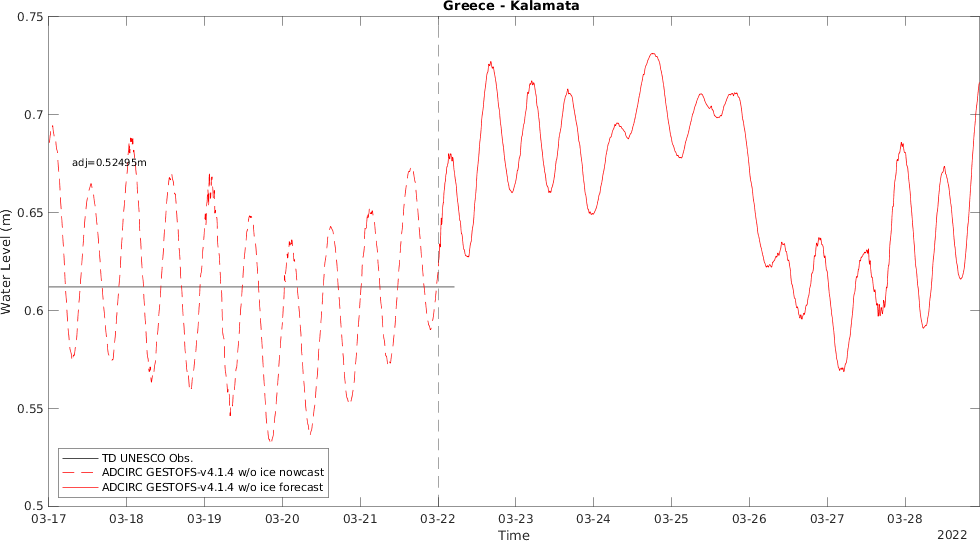 Greece - Kalamata
0.75
0.7
0.65
0.6
0.55
0.5
Water Level (m)
adj=0.52495m
TD UNESCO Obs.
ADCIRC GESTOFS-v4.1.4 w/o ice nowcast
ADCIRC GESTOFS-v4.1.4 w/o ice forecast
03-17 03-18 03-19 03-20 03-21 03-22 03-23 03-24 03-25 03-26 03-27 03-28
Time
2022